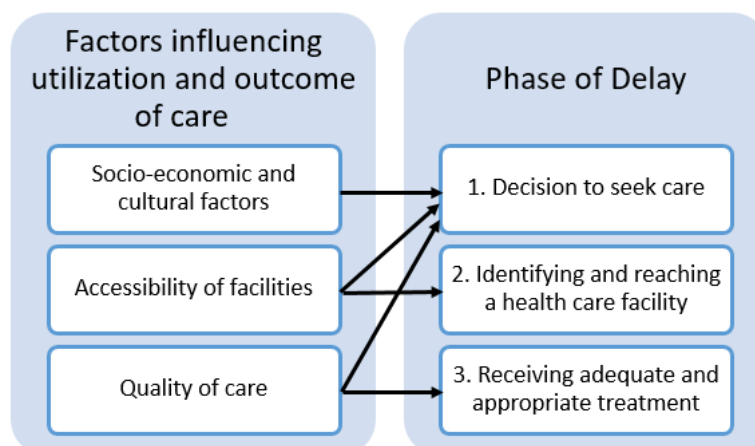 Factors influencing
utilization and outcome
of care
Socio-economic and
cultural factors
Accessibility of facilities
Quality of care
Phase of Delay
1. Decision to seek care
2. Identifying and reaching
a health care facility
3. Receiving adequate and
appropriate treatment